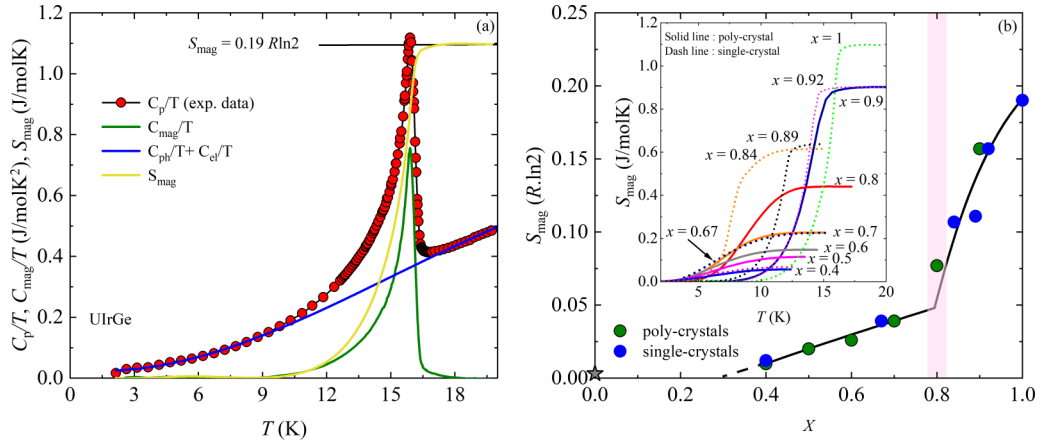 (a)
S_mag = 0.19 Rln2
C_p/T (exp. data)
C_mag/T
C_ph/T+ C_el/T
S_mag
UIrGe
C_p/T, C_mag/T (J/molK²), S_mag (J/molK)
1.2
1.0
0.8
0.6
0.4
0.2
0.0
0 3 6 9 12 15 18
T (K)
(b)
S_mag (R.ln2)
0.25
0.20
0.15
0.10
0.05
0.00
0.0 0.2 0.4 0.6 0.8 1.0
X
poly-crystals
single-crystals
Solid line : poly-crystal
Dash line : single-crystal
S_mag (J/molK)
1.2
1.0
0.8
0.6
0.4
0.2
0.0
5 10 15 20
T (K)
x = 1
x = 0.92
x = 0.9
x = 0.89
x = 0.84
x = 0.8
x = 0.7
x = 0.67
x = 0.6
x = 0.5
x = 0.4